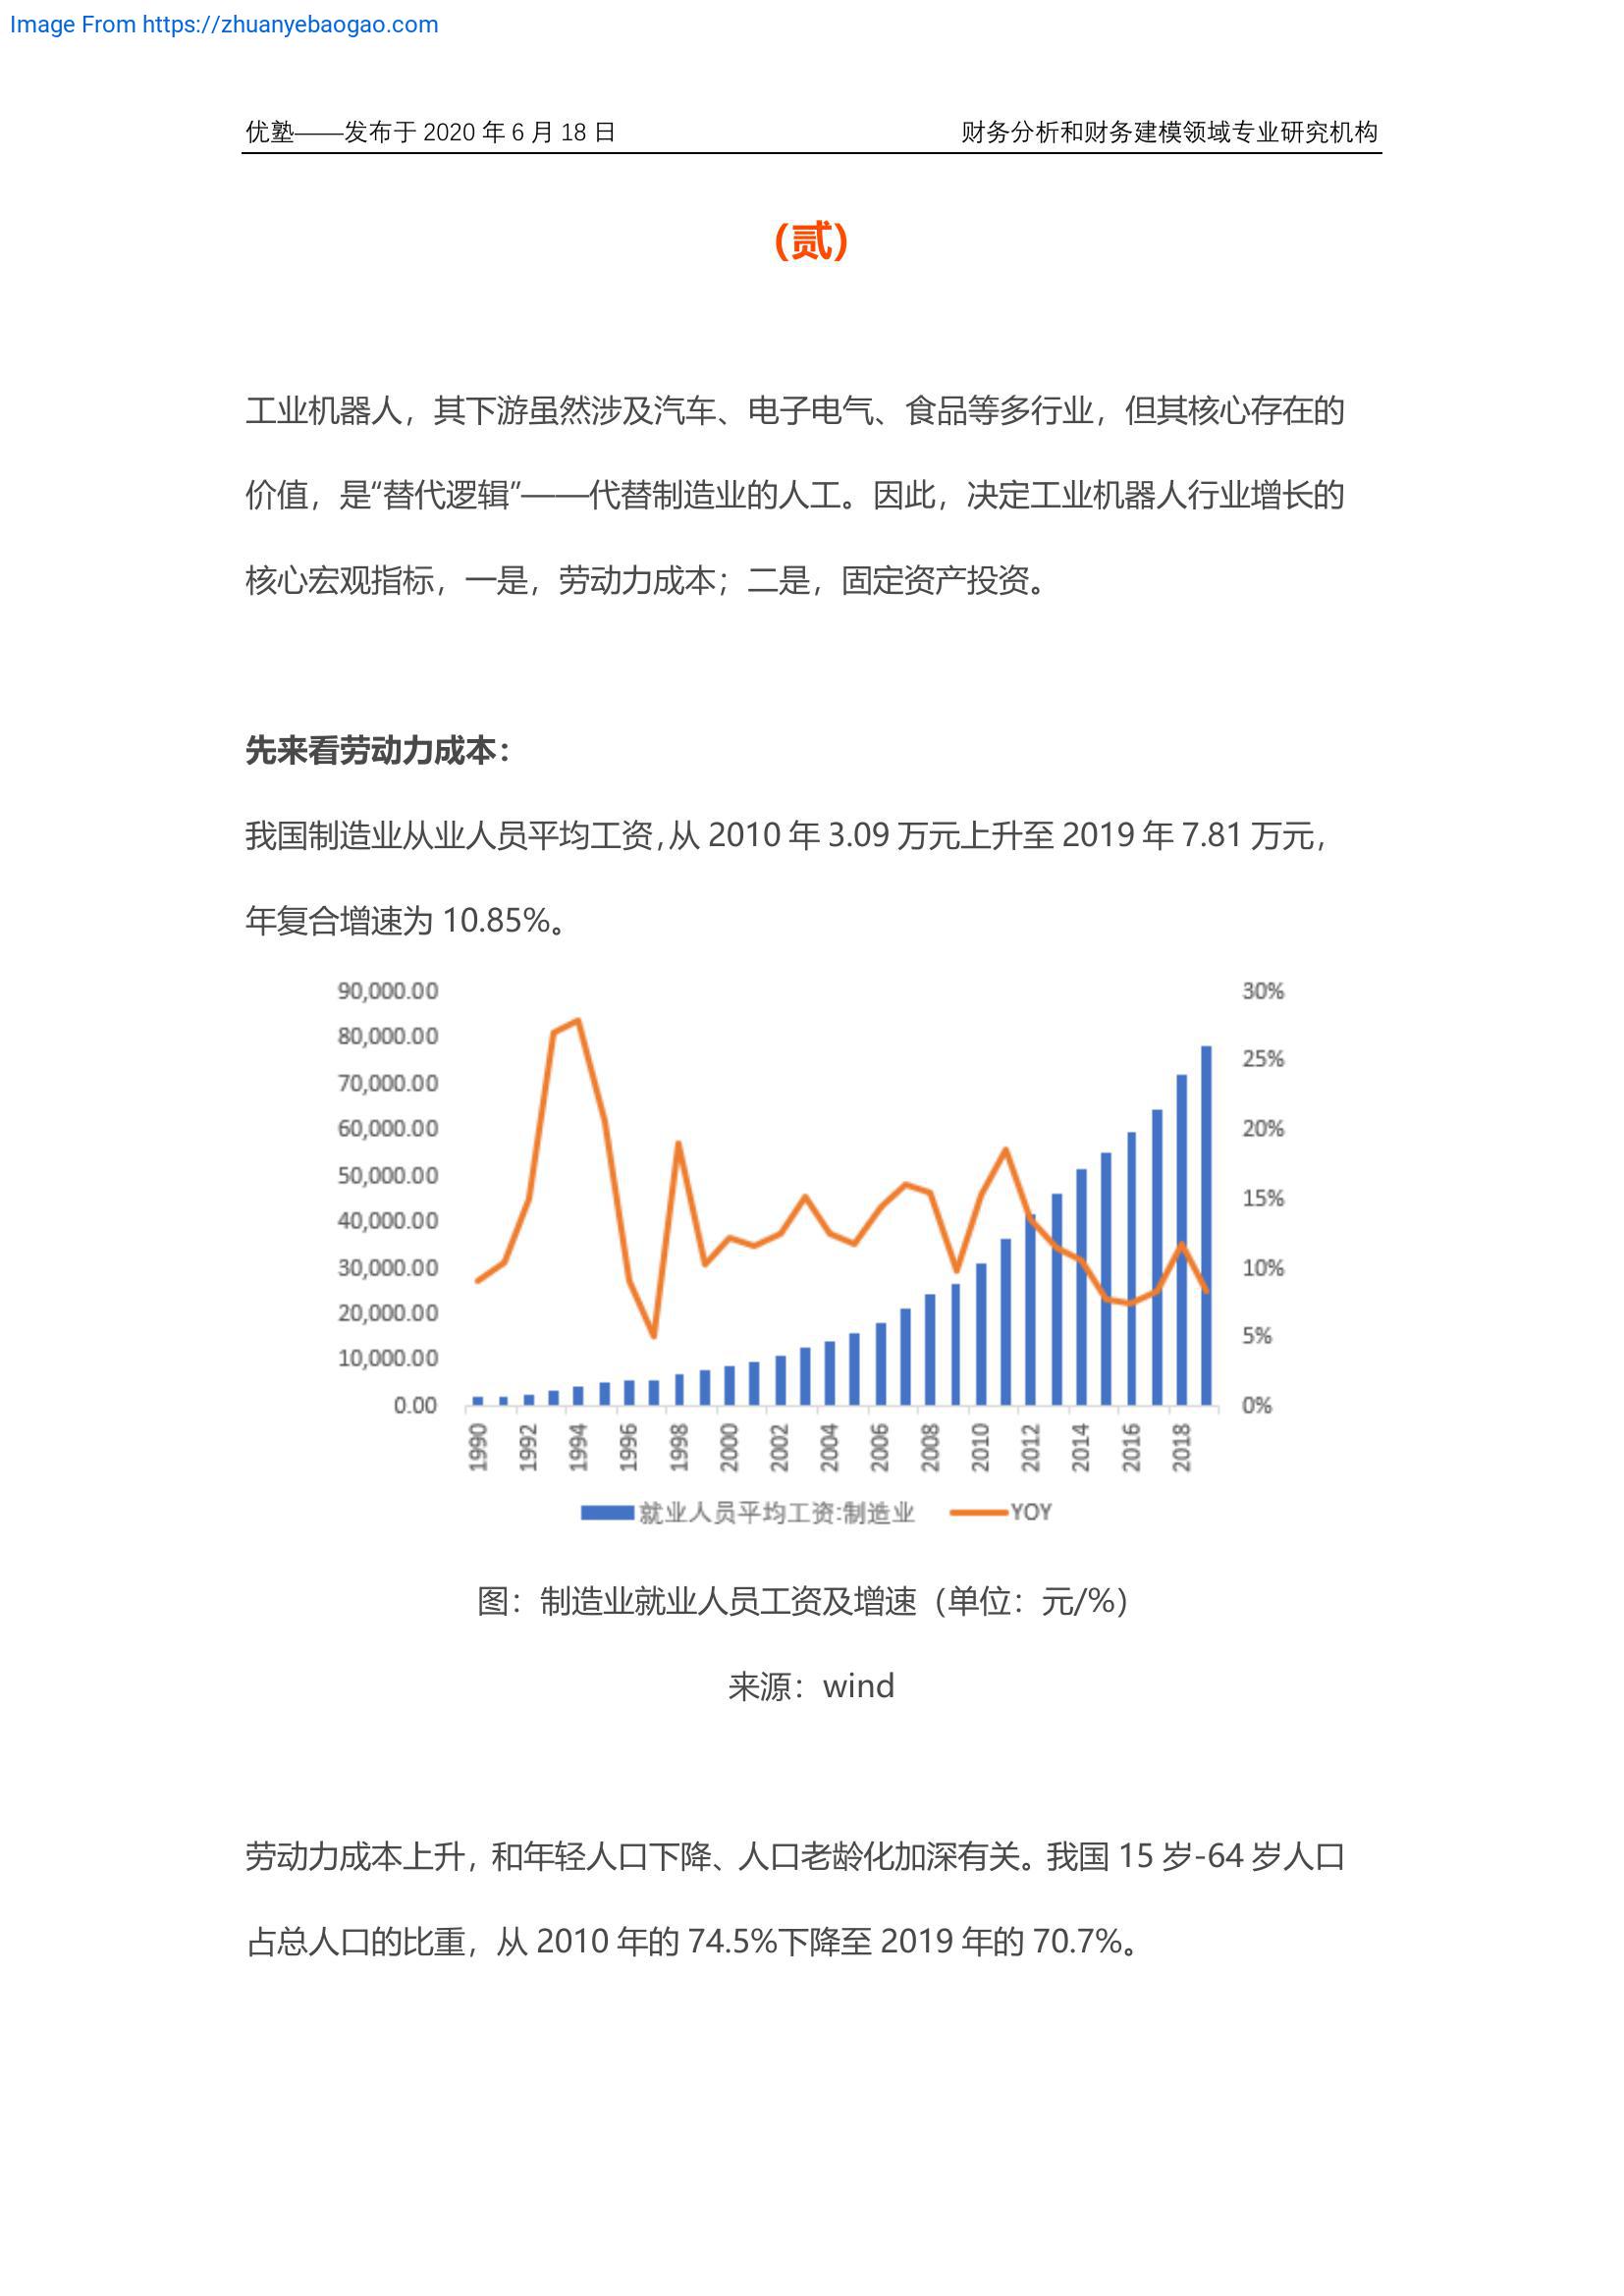 Image From https://zhuanyebaogao.com
优塾——发布于 2020 年 6 月 18 日 财务分析和财务建模领域专业研究机构
(贰)
工业机器人，其下游虽然涉及汽车、电子电气、食品等多行业，但其核心存在的
价值，是“替代逻辑”——代替制造业的人工。因此，决定工业机器人行业增长的
核心宏观指标，一是，劳动力成本；二是，固定资产投资。
先来看劳动力成本：
我国制造业从业人员平均工资，从 2010 年 3.09 万元上升至 2019 年 7.81 万元，
年复合增速为 10.85%。
90,000.00 30%
80,000.00
25%
70,000.00
60,000.00 20%
50,000.00
15%
40,000.00
30,000.00 10%
20,000.00
5%
10,000.00
0.00 0%
1990 1992 1994 1996 1998 2000 2002 2004 2006 2008 2010 2012 2014 2016 2018
就业人员平均工资:制造业 YOY
图：制造业就业人员工资及增速（单位：元/%）
来源：wind
劳动力成本上升，和年轻人口下降、人口老龄化加深有关。我国 15 岁-64 岁人口
占总人口的比重，从 2010 年的 74.5%下降至 2019 年的 70.7%。